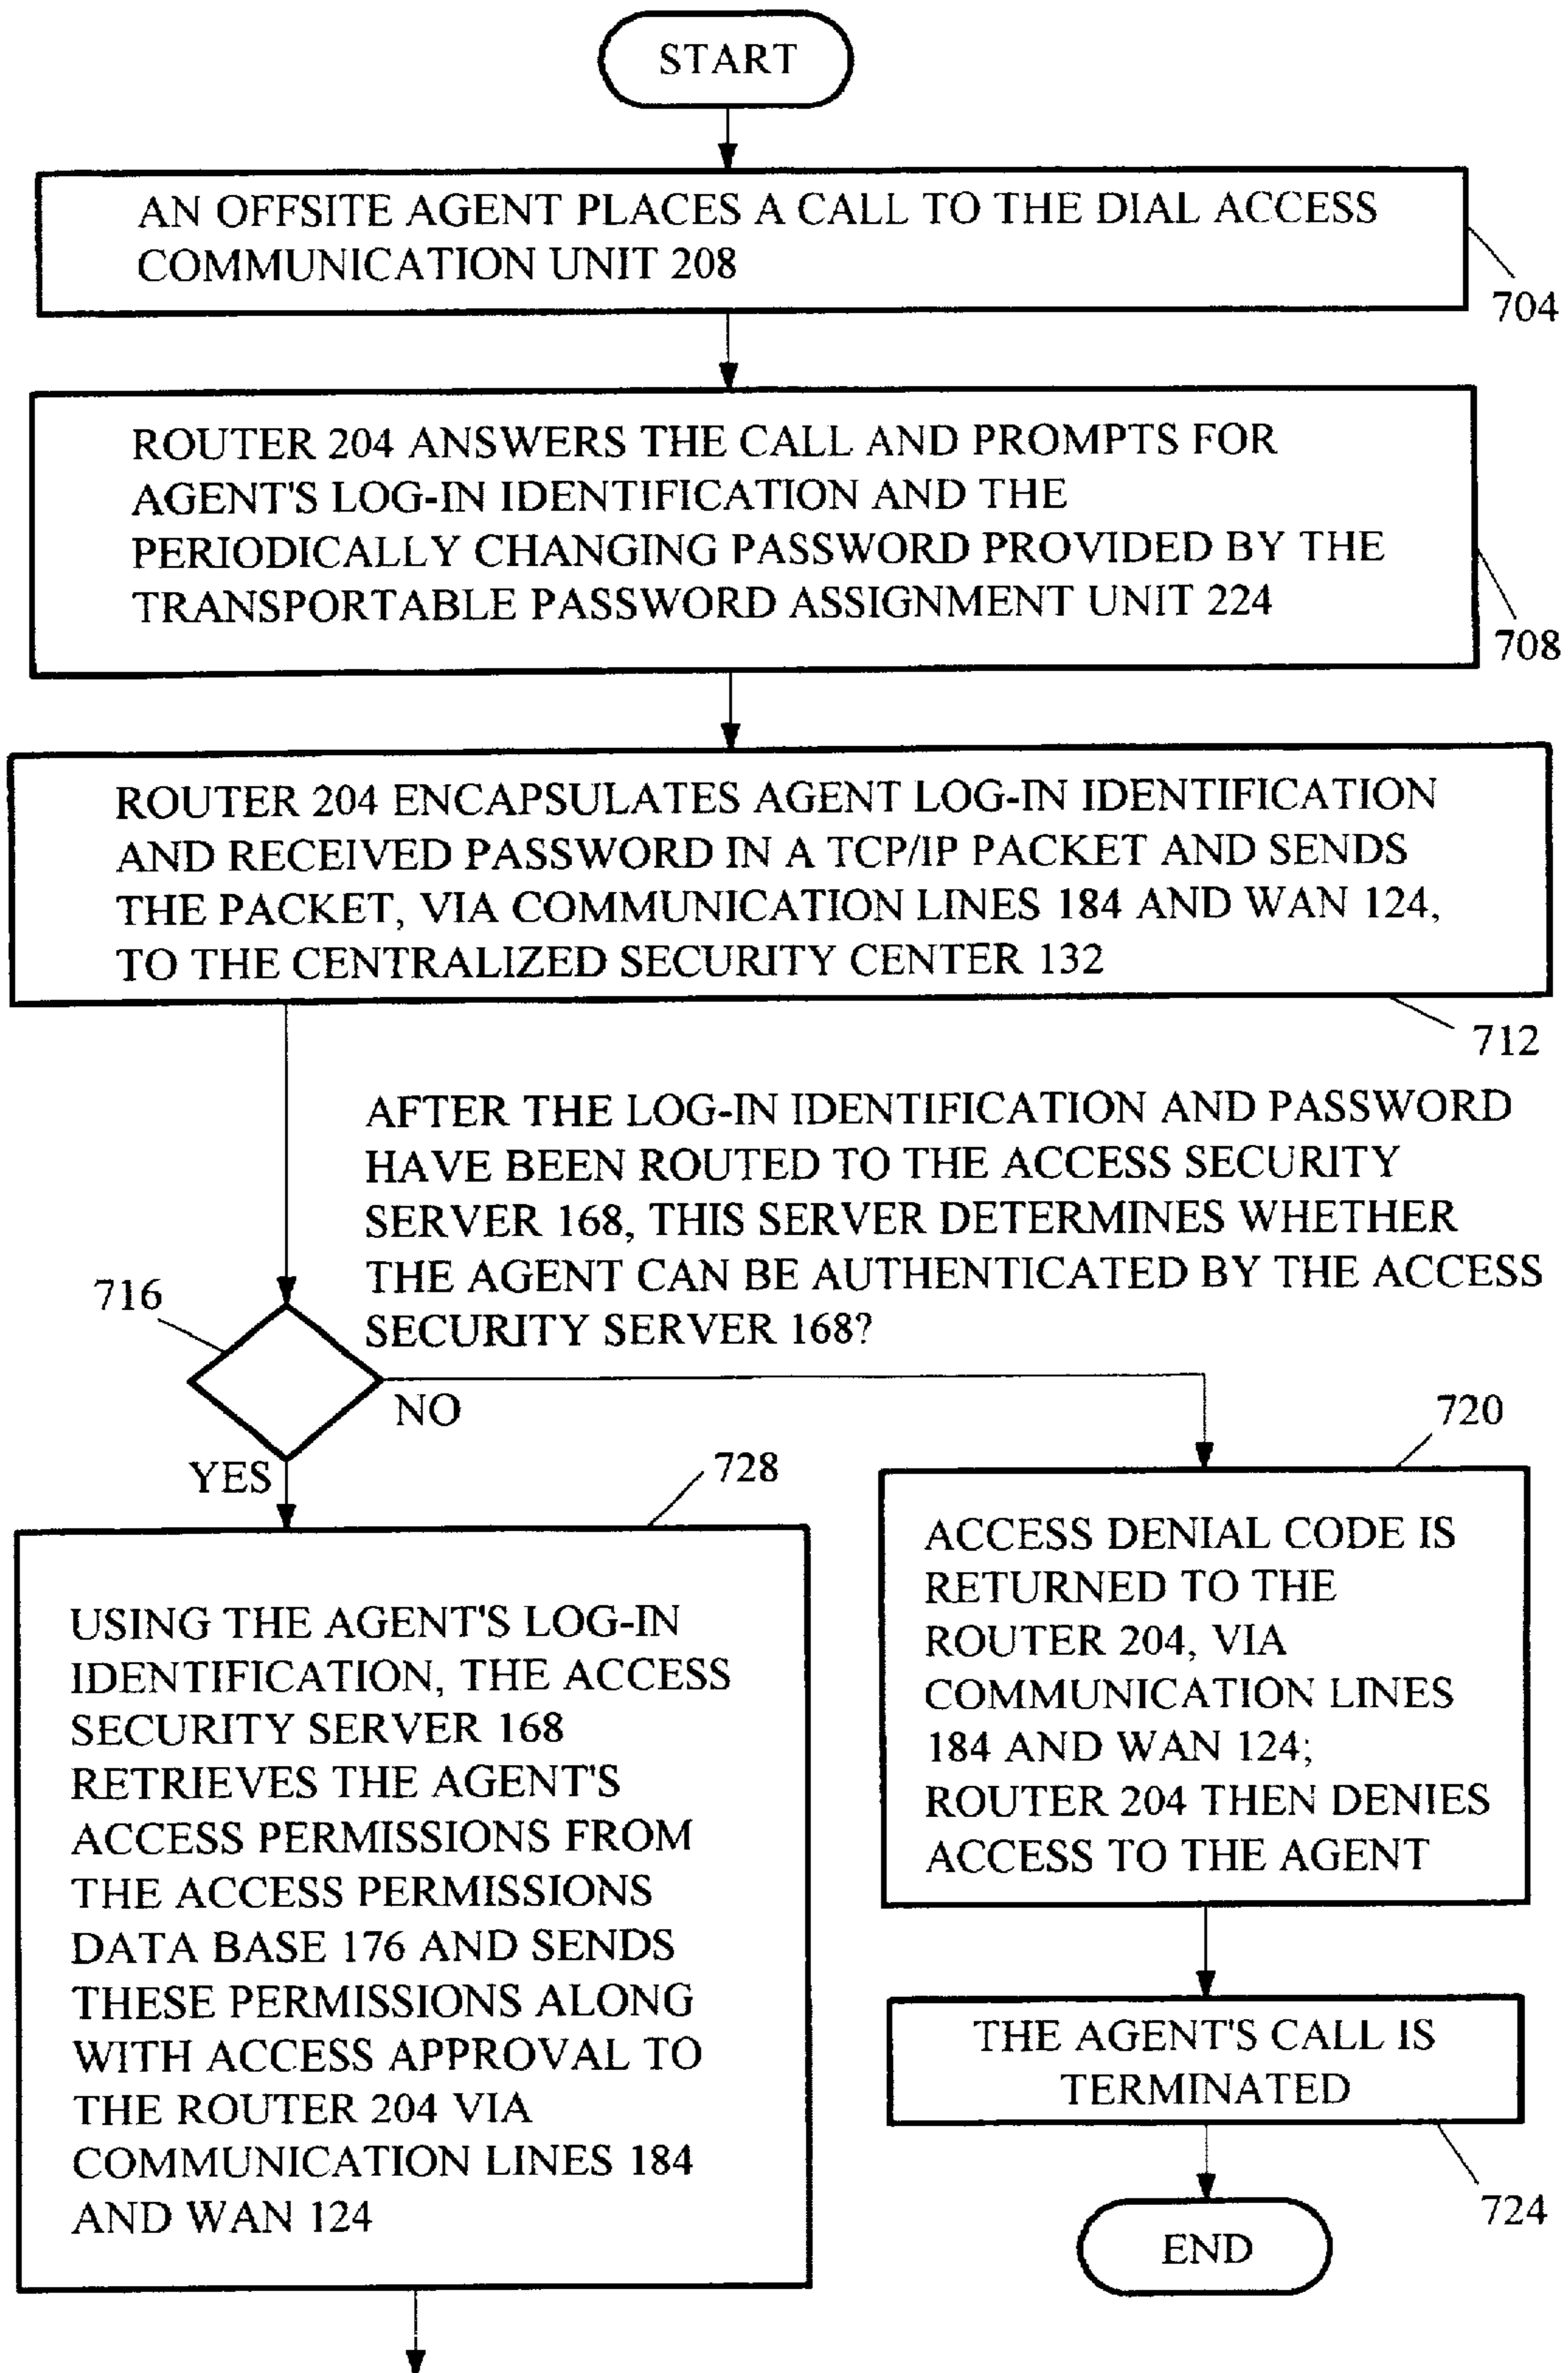 START
AN OFFSITE AGENT PLACES A CALL TO THE DIAL ACCESS
COMMUNICATION UNIT 208
704
ROUTER 204 ANSWERS THE CALL AND PROMPTS FOR
AGENT'S LOG-IN IDENTIFICATION AND THE
PERIODICALLY CHANGING PASSWORD PROVIDED BY THE
TRANSPORTABLE PASSWORD ASSIGNMENT UNIT 224
708
ROUTER 204 ENCAPSULATES AGENT LOG-IN IDENTIFICATION
AND RECEIVED PASSWORD IN A TCP/IP PACKET AND SENDS
THE PACKET, VIA COMMUNICATION LINES 184 AND WAN 124,
TO THE CENTRALIZED SECURITY CENTER 132
712
AFTER THE LOG-IN IDENTIFICATION AND PASSWORD
HAVE BEEN ROUTED TO THE ACCESS SECURITY
SERVER 168, THIS SERVER DETERMINES WHETHER
THE AGENT CAN BE AUTHENTICATED BY THE ACCESS
SECURITY SERVER 168?
716
NO
YES
728
USING THE AGENT'S LOG-IN
IDENTIFICATION, THE ACCESS
SECURITY SERVER 168
RETRIEVES THE AGENT'S
ACCESS PERMISSIONS FROM
THE ACCESS PERMISSIONS
DATA BASE 176 AND SENDS
THESE PERMISSIONS ALONG
WITH ACCESS APPROVAL TO
THE ROUTER 204 VIA
COMMUNICATION LINES 184
AND WAN 124
720
ACCESS DENIAL CODE IS
RETURNED TO THE
ROUTER 204, VIA
COMMUNICATION LINES
184 AND WAN 124;
ROUTER 204 THEN DENIES
ACCESS TO THE AGENT
THE AGENT'S CALL IS
TERMINATED
724
END